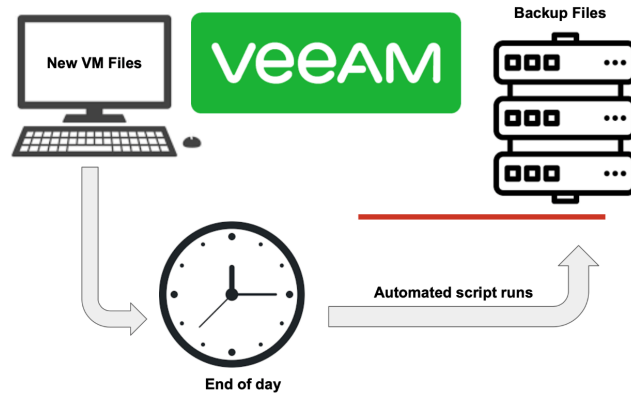 Backup Files
New VM Files
veeAM
Automated script runs
End of day